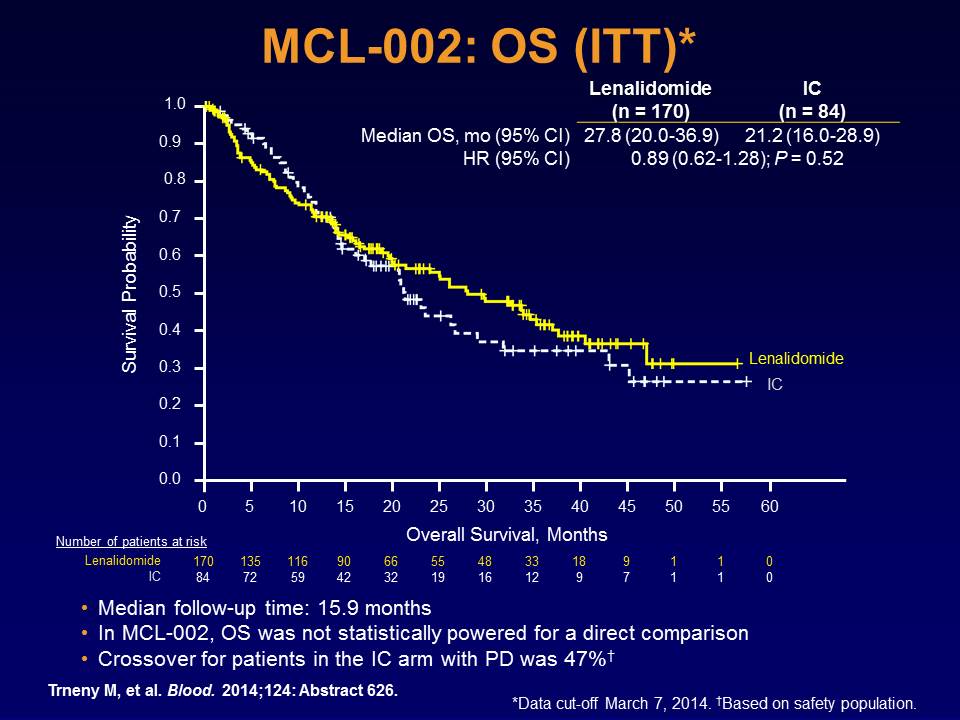 MCL-002: OS (ITT)*
Lenalidomide IC
(n = 170) (n = 84)
Median OS, mo (95% CI) 27.8 (20.0-36.9) 21.2 (16.0-28.9)
HR (95% CI) 0.89 (0.62-1.28); P = 0.52
Survival Probability
1.0
0.9
0.8
0.7
0.6
0.5
0.4
0.3
0.2
0.1
0.0
Lenalidomide
IC
0 5 10 15 20 25 30 35 40 45 50 55 60
Overall Survival, Months
Number of patients at risk
Lenalidomide 170 135 116 90 66 55 48 33 18 9 1 1 0
IC 84 72 59 42 32 19 16 12 9 7 1 1 0
• Median follow-up time: 15.9 months
• In MCL-002, OS was not statistically powered for a direct comparison
• Crossover for patients in the IC arm with PD was 47%†
Trneny M, et al. Blood. 2014;124: Abstract 626.
*Data cut-off March 7, 2014. †Based on safety population.